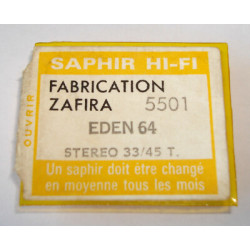 SAPHIR HI-FI
OUVRIR
FABRICATION
ZAFIRA 5501
EDEN 64
STEREO 33/45 T.
Un saphir doit être changé
en moyenne tous les mois